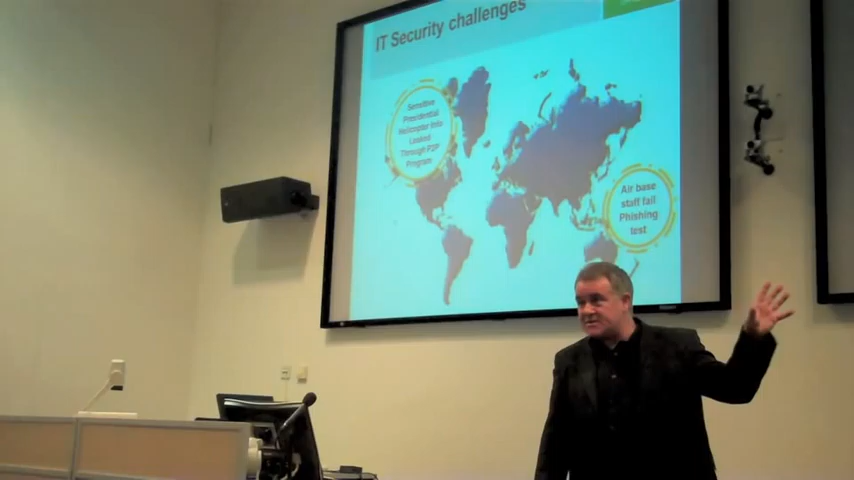 IT Security challenges
Sensitive
Presidential
Helicopter Info
Leaked
Through P2P
Program
Air base
staff fail
Phishing
test